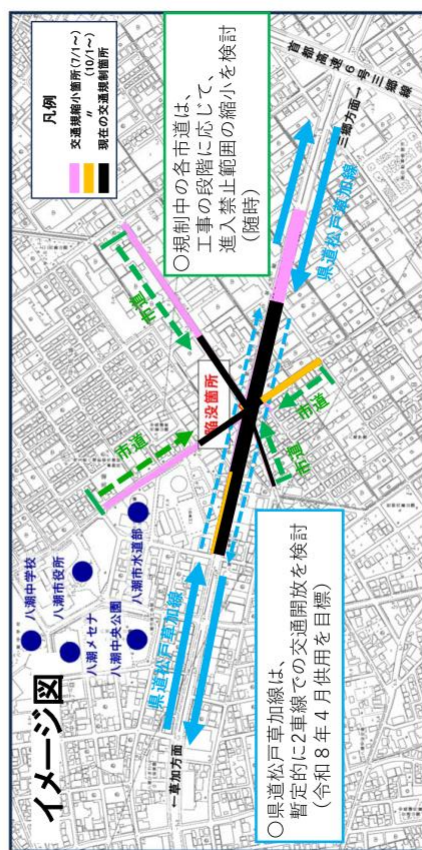 イメージ図
凡例
交通規制縮小箇所(7/1~)
〃 (10/1~)
現在の交通規制箇所
八潮中学校
八潮市役所
八潮メセナ
八潮中央公園
八潮市水道部
市道
市道
市道
市道
陥没箇所
県道松戸草加線
県道松戸草加線
←草加方面
三郷方面→
首都高速6号三郷線
○規制中の各市道は、
工事の段階に応じて、
進入禁止範囲の縮小を検討
(随時)
○県道松戸草加線は、
暫定的に2車線での交通開放を検討
(令和8年4月供用を目標)